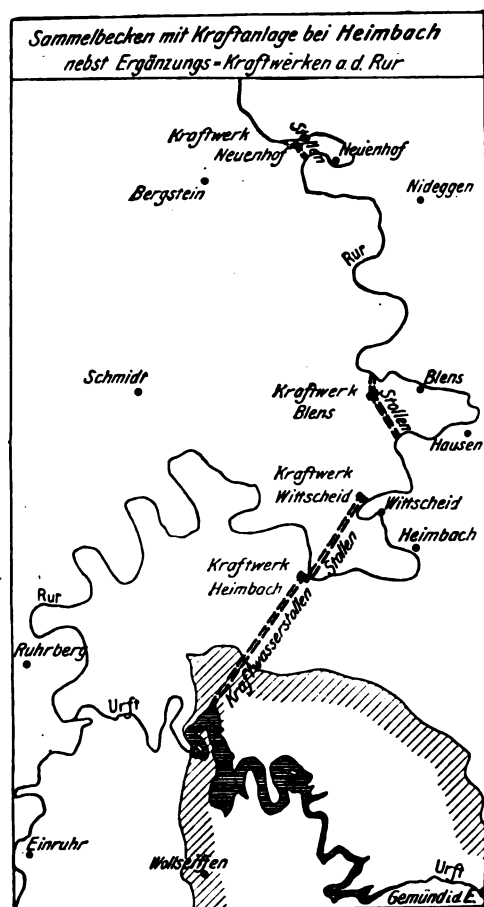 Sammelbecken mit Kraftanlage bei Heimbach
nebst Ergänzungs=Kraftwerken a.d. Rur
Kraftwerk
Neuenhof
Stollen
Neuenhof
Bergstein
Nideggen
Rur
Schmidt
Kraftwerk
Blens
Stollen
Blens
Hausen
Kraftwerk
Wittscheid
Wittscheid
Stollen
Heimbach
Kraftwerk
Heimbach
Kraftwasserstollen
Rur
Ruhrberg
Urft
Einruhr
Wollseiffen
Urft
Gemünd i.d. E.